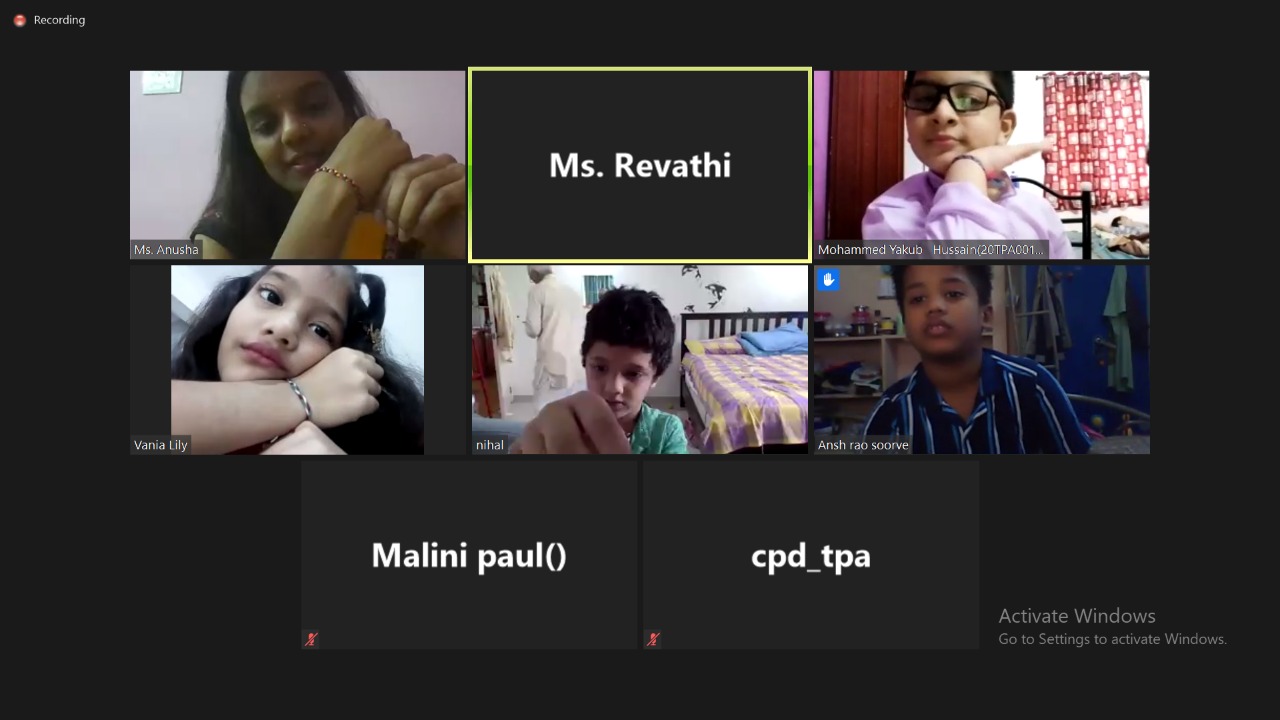 Recording
Ms. Anusha
Ms. Revathi
Mohammed Yakub   Hussain(20TPA001...
Vania Lily
nihal
Ansh rao soorve
Malini paul()
cpd_tpa
Activate Windows
Go to Settings to activate Windows.